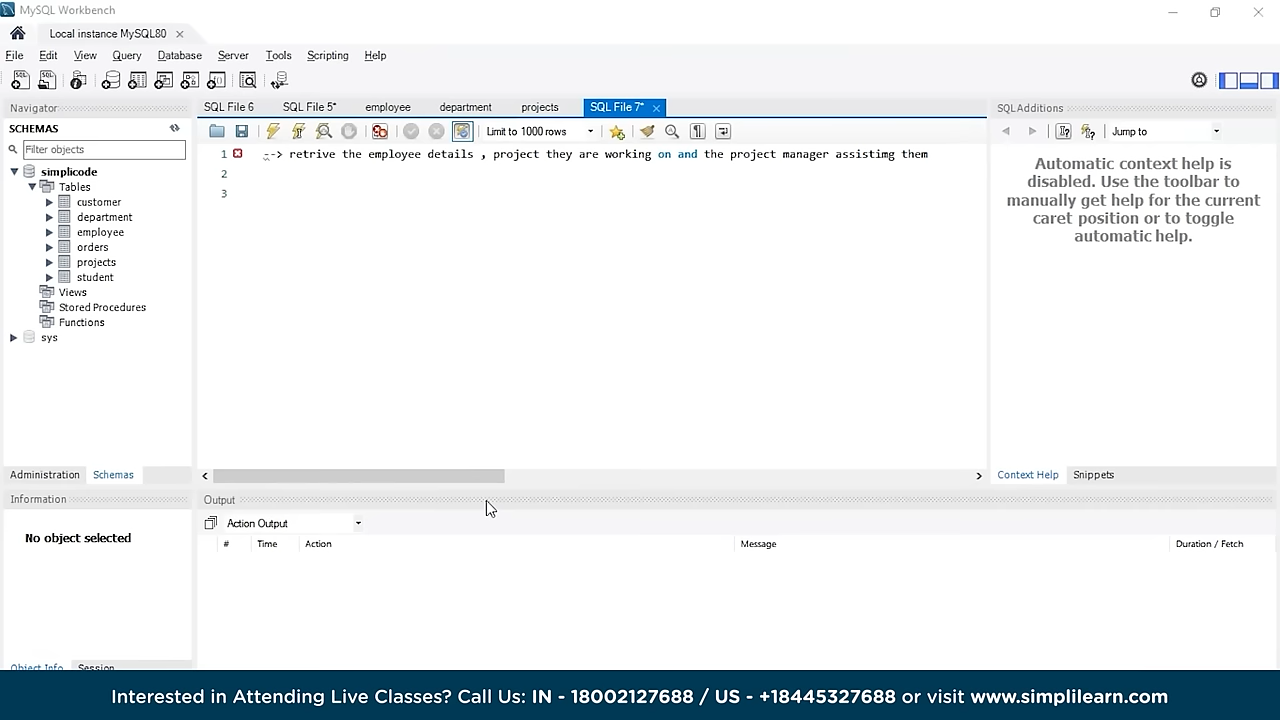 MySQL Workbench
Local instance MySQL80
File Edit View Query Database Server Tools Scripting Help
Navigator
SCHEMAS
Filter objects
simplicode
Tables
customer
department
employee
orders
projects
student
Views
Stored Procedures
Functions
sys
Administration Schemas
Information
No object selected
Object Info Session
SQL File 6 SQL File 5* employee department projects SQL File 7*
Limit to 1000 rows
1 --> retrive the employee details , project they are working on and the project manager assistimg them
2
3
Output
Action Output
# Time Action Message Duration / Fetch
SQLAdditions
Jump to
Automatic context help is
disabled. Use the toolbar to
manually get help for the current
caret position or to toggle
automatic help.
Context Help Snippets
Interested in Attending Live Classes? Call Us: IN - 18002127688 / US - +18445327688 or visit www.simplilearn.com